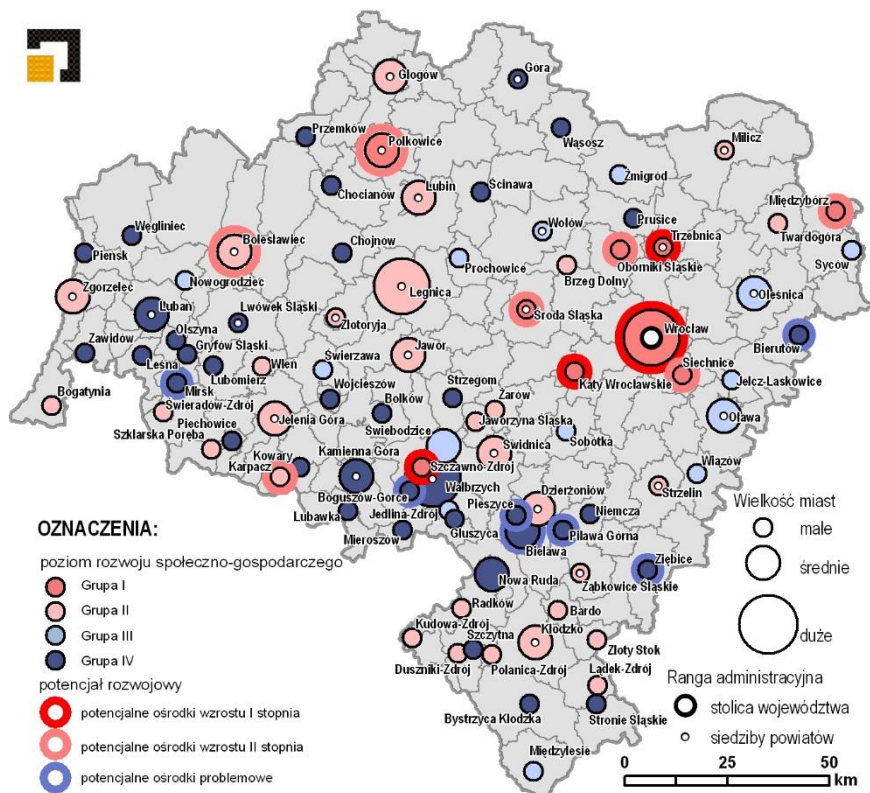 Głogów
Góra
Przemków
Polkowice
Wąsosz
Milicz
Żmigród
Chocianów
Lubin
Ścinawa
Międzybórz
Węgliniec
Wołów
Prusice
Trzebnica
Twardogóra
Pieńsk
Bolesławiec
Chojnów
Oborniki Śląskie
Syców
Prochowice
Brzeg Dolny
Zgorzelec
Nowogrodziec
Legnica
Oleśnica
Lubań
Lwówek Śląski
Środa Śląska
Złotoryja
Wrocław
Olszyna
Bierutów
Zawidów
Gryfów Śląski
Jawor
Leśna
Świerzawa
Siechnice
Lubomierz
Wleń
Kąty Wrocławskie
Jelcz-Laskowice
Mirsk
Wojcieszów
Strzegom
Bogatynia
Świeradów-Zdrój
Bolków
Żarów
Piechowice
Jelenia Góra
Jaworzyna Śląska
Oława
Szklarska Poręba
Świebodzice
Sobótka
Kamienna Góra
Świdnica
Kowary
Szczawno-Zdrój
Wiązów
Karpacz
Wałbrzych
Strzelin
Boguszów-Gorce
Dzierżoniów
Pieszyce
Jedlina-Zdrój
Niemcza
Lubawka
Głuszyca
Mieroszów
Piława Górna
Bielawa
Ziębice
Nowa Ruda
Ząbkowice Śląskie
Radków
Bardo
Kudowa-Zdrój
Kłodzko
Szczytna
Złoty Stok
Duszniki-Zdrój
Polanica-Zdrój
Lądek-Zdrój
Bystrzyca Kłodzka
Stronie Śląskie
Międzylesie
OZNACZENIA:
poziom rozwoju społeczno-gospodarczego
Grupa I
Grupa II
Grupa III
Grupa IV
potencjał rozwojowy
potencjalne ośrodki wzrostu I stopnia
potencjalne ośrodki wzrostu II stopnia
potencjalne ośrodki problemowe
Wielkość miast
małe
średnie
duże
Ranga administracyjna
stolica województwa
siedziby powiatów
0 25 50
km